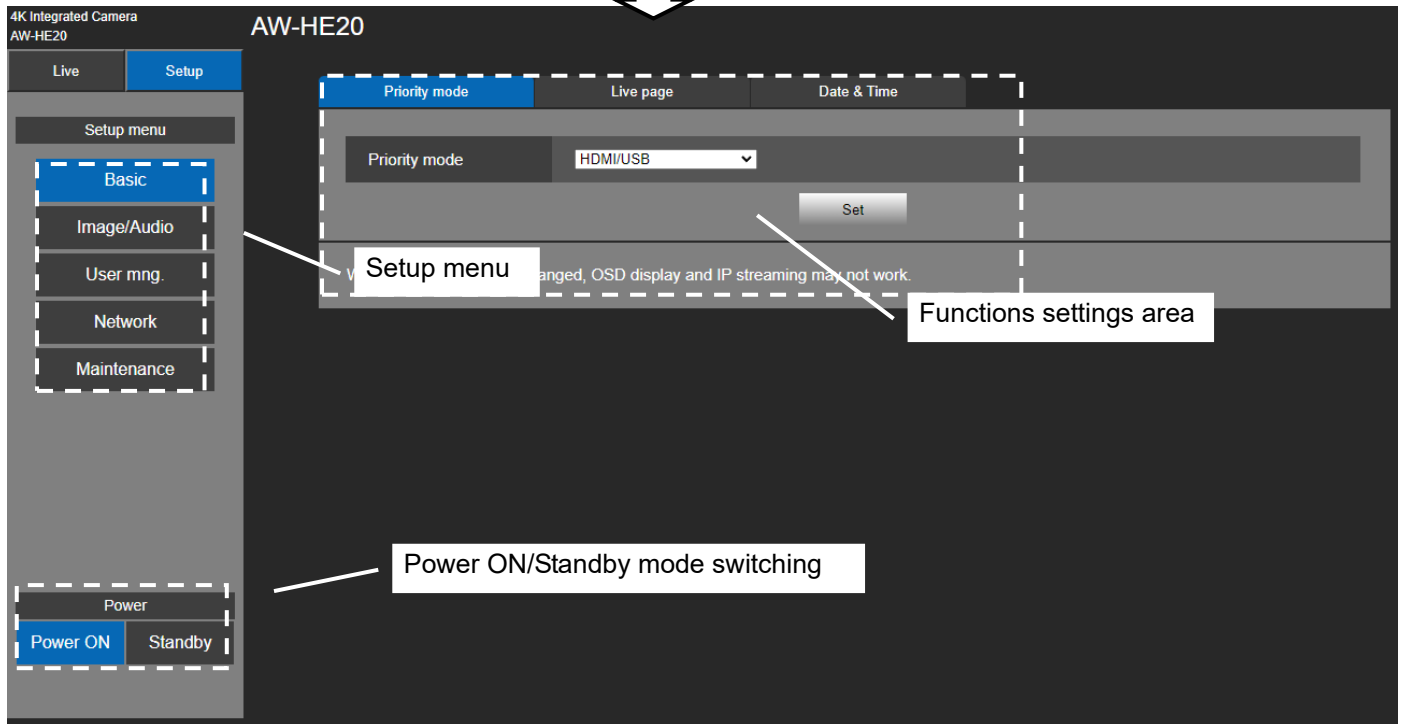 4K Integrated Camera
AW-HE20
AW-HE20
Live
Setup
Priority mode
Live page
Date & Time
Setup menu
Priority mode
HDMI/USB
Basic
Set
Image/Audio
Setup menu
anged, OSD display and IP streaming may not work.
User mng.
Functions settings area
Network
Maintenance
Power ON/Standby mode switching
Power
Power ON
Standby